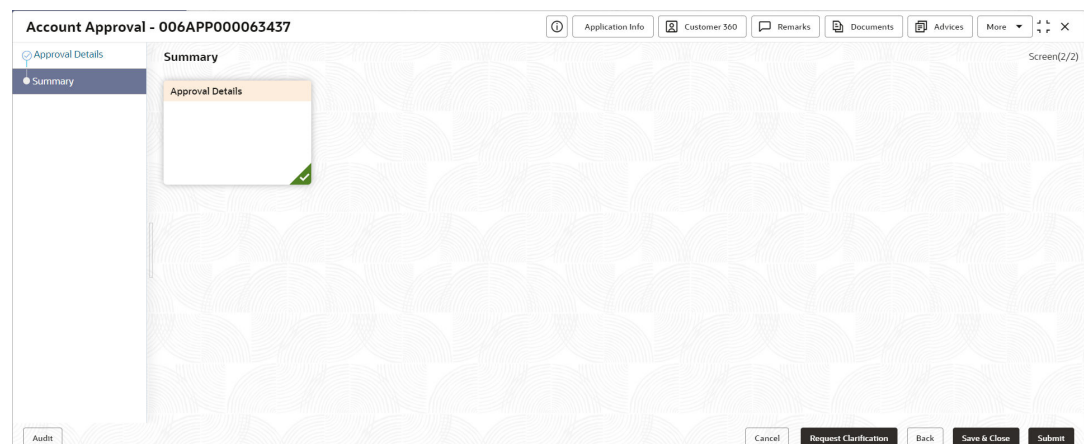 Account Approval - 006APP000063437
Application Info
Customer 360
Remarks
Documents
Advices
More
Approval Details
Summary
Summary
Screen(2/2)
Approval Details
Audit
Cancel
Request Clarification
Back
Save & Close
Submit